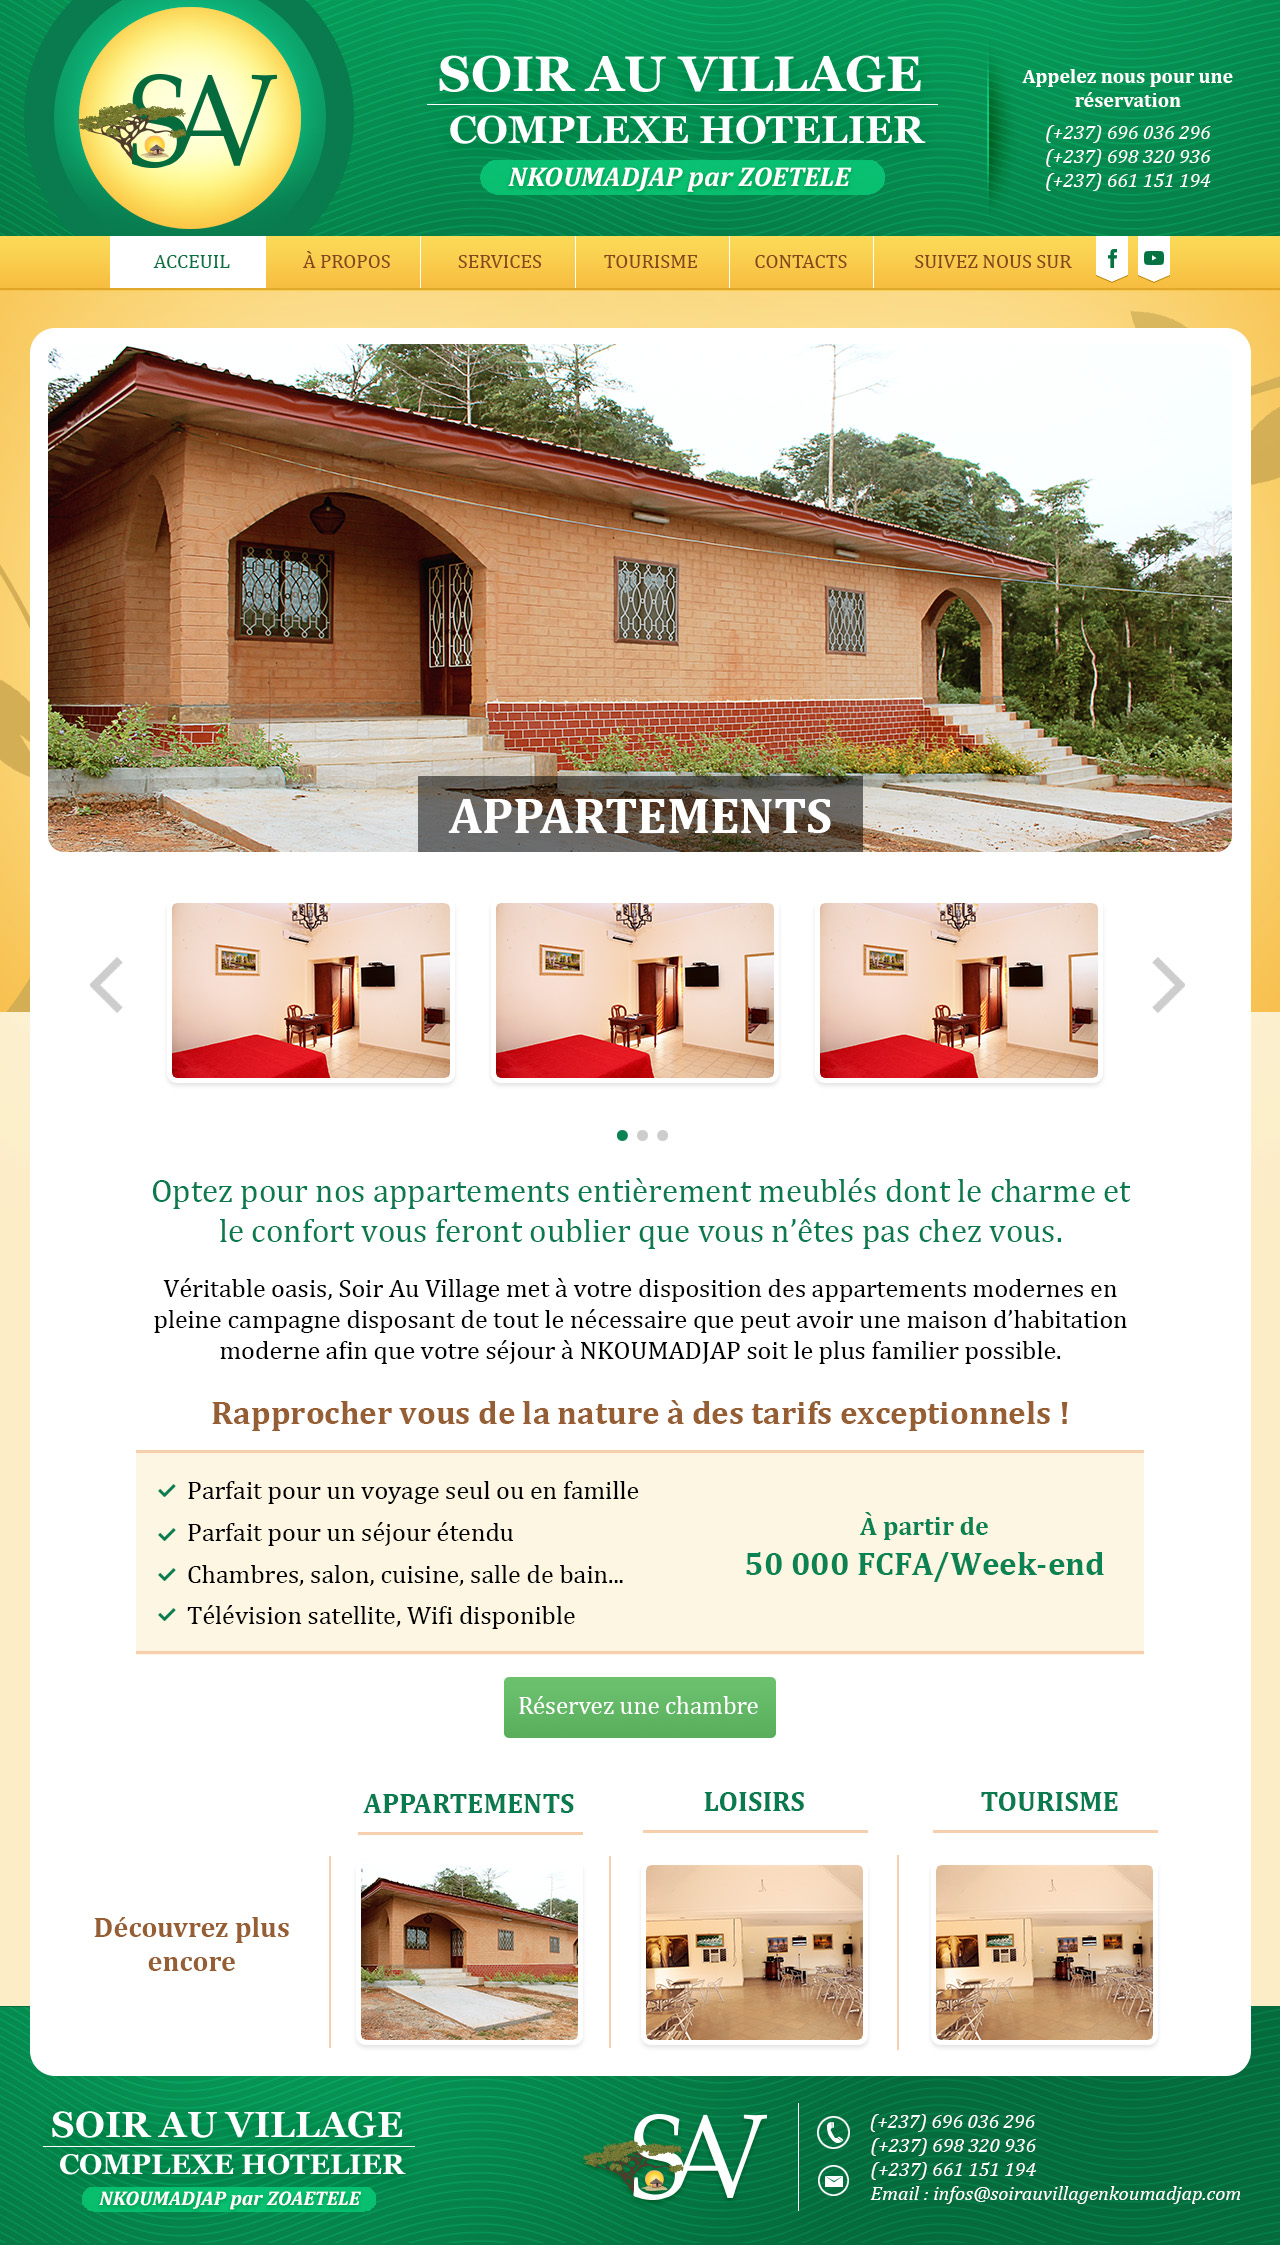 SAV
SOIR AU VILLAGE
COMPLEXE HOTELIER
NKOUMADJAP par ZOETELE
Appelez nous pour une
réservation
(+237) 696 036 296
(+237) 698 320 936
(+237) 661 151 194
ACCEUIL
À PROPOS
SERVICES
TOURISME
CONTACTS
SUIVEZ NOUS SUR
APPARTEMENTS
Optez pour nos appartements entièrement meublés dont le charme et
le confort vous feront oublier que vous n’êtes pas chez vous.
Véritable oasis, Soir Au Village met à votre disposition des appartements modernes en
pleine campagne disposant de tout le nécessaire que peut avoir une maison d’habitation
moderne afin que votre séjour à NKOUMADJAP soit le plus familier possible.
Rapprocher vous de la nature à des tarifs exceptionnels !
Parfait pour un voyage seul ou en famille
Parfait pour un séjour étendu
Chambres, salon, cuisine, salle de bain...
Télévision satellite, Wifi disponible
À partir de
50 000 FCFA/Week-end
Réservez une chambre
Découvrez plus
encore
APPARTEMENTS
LOISIRS
TOURISME
SOIR AU VILLAGE
COMPLEXE HOTELIER
NKOUMADJAP par ZOAETELE
SAV
(+237) 696 036 296
(+237) 698 320 936
(+237) 661 151 194
Email : infos@soirauvillagenkoumadjap.com